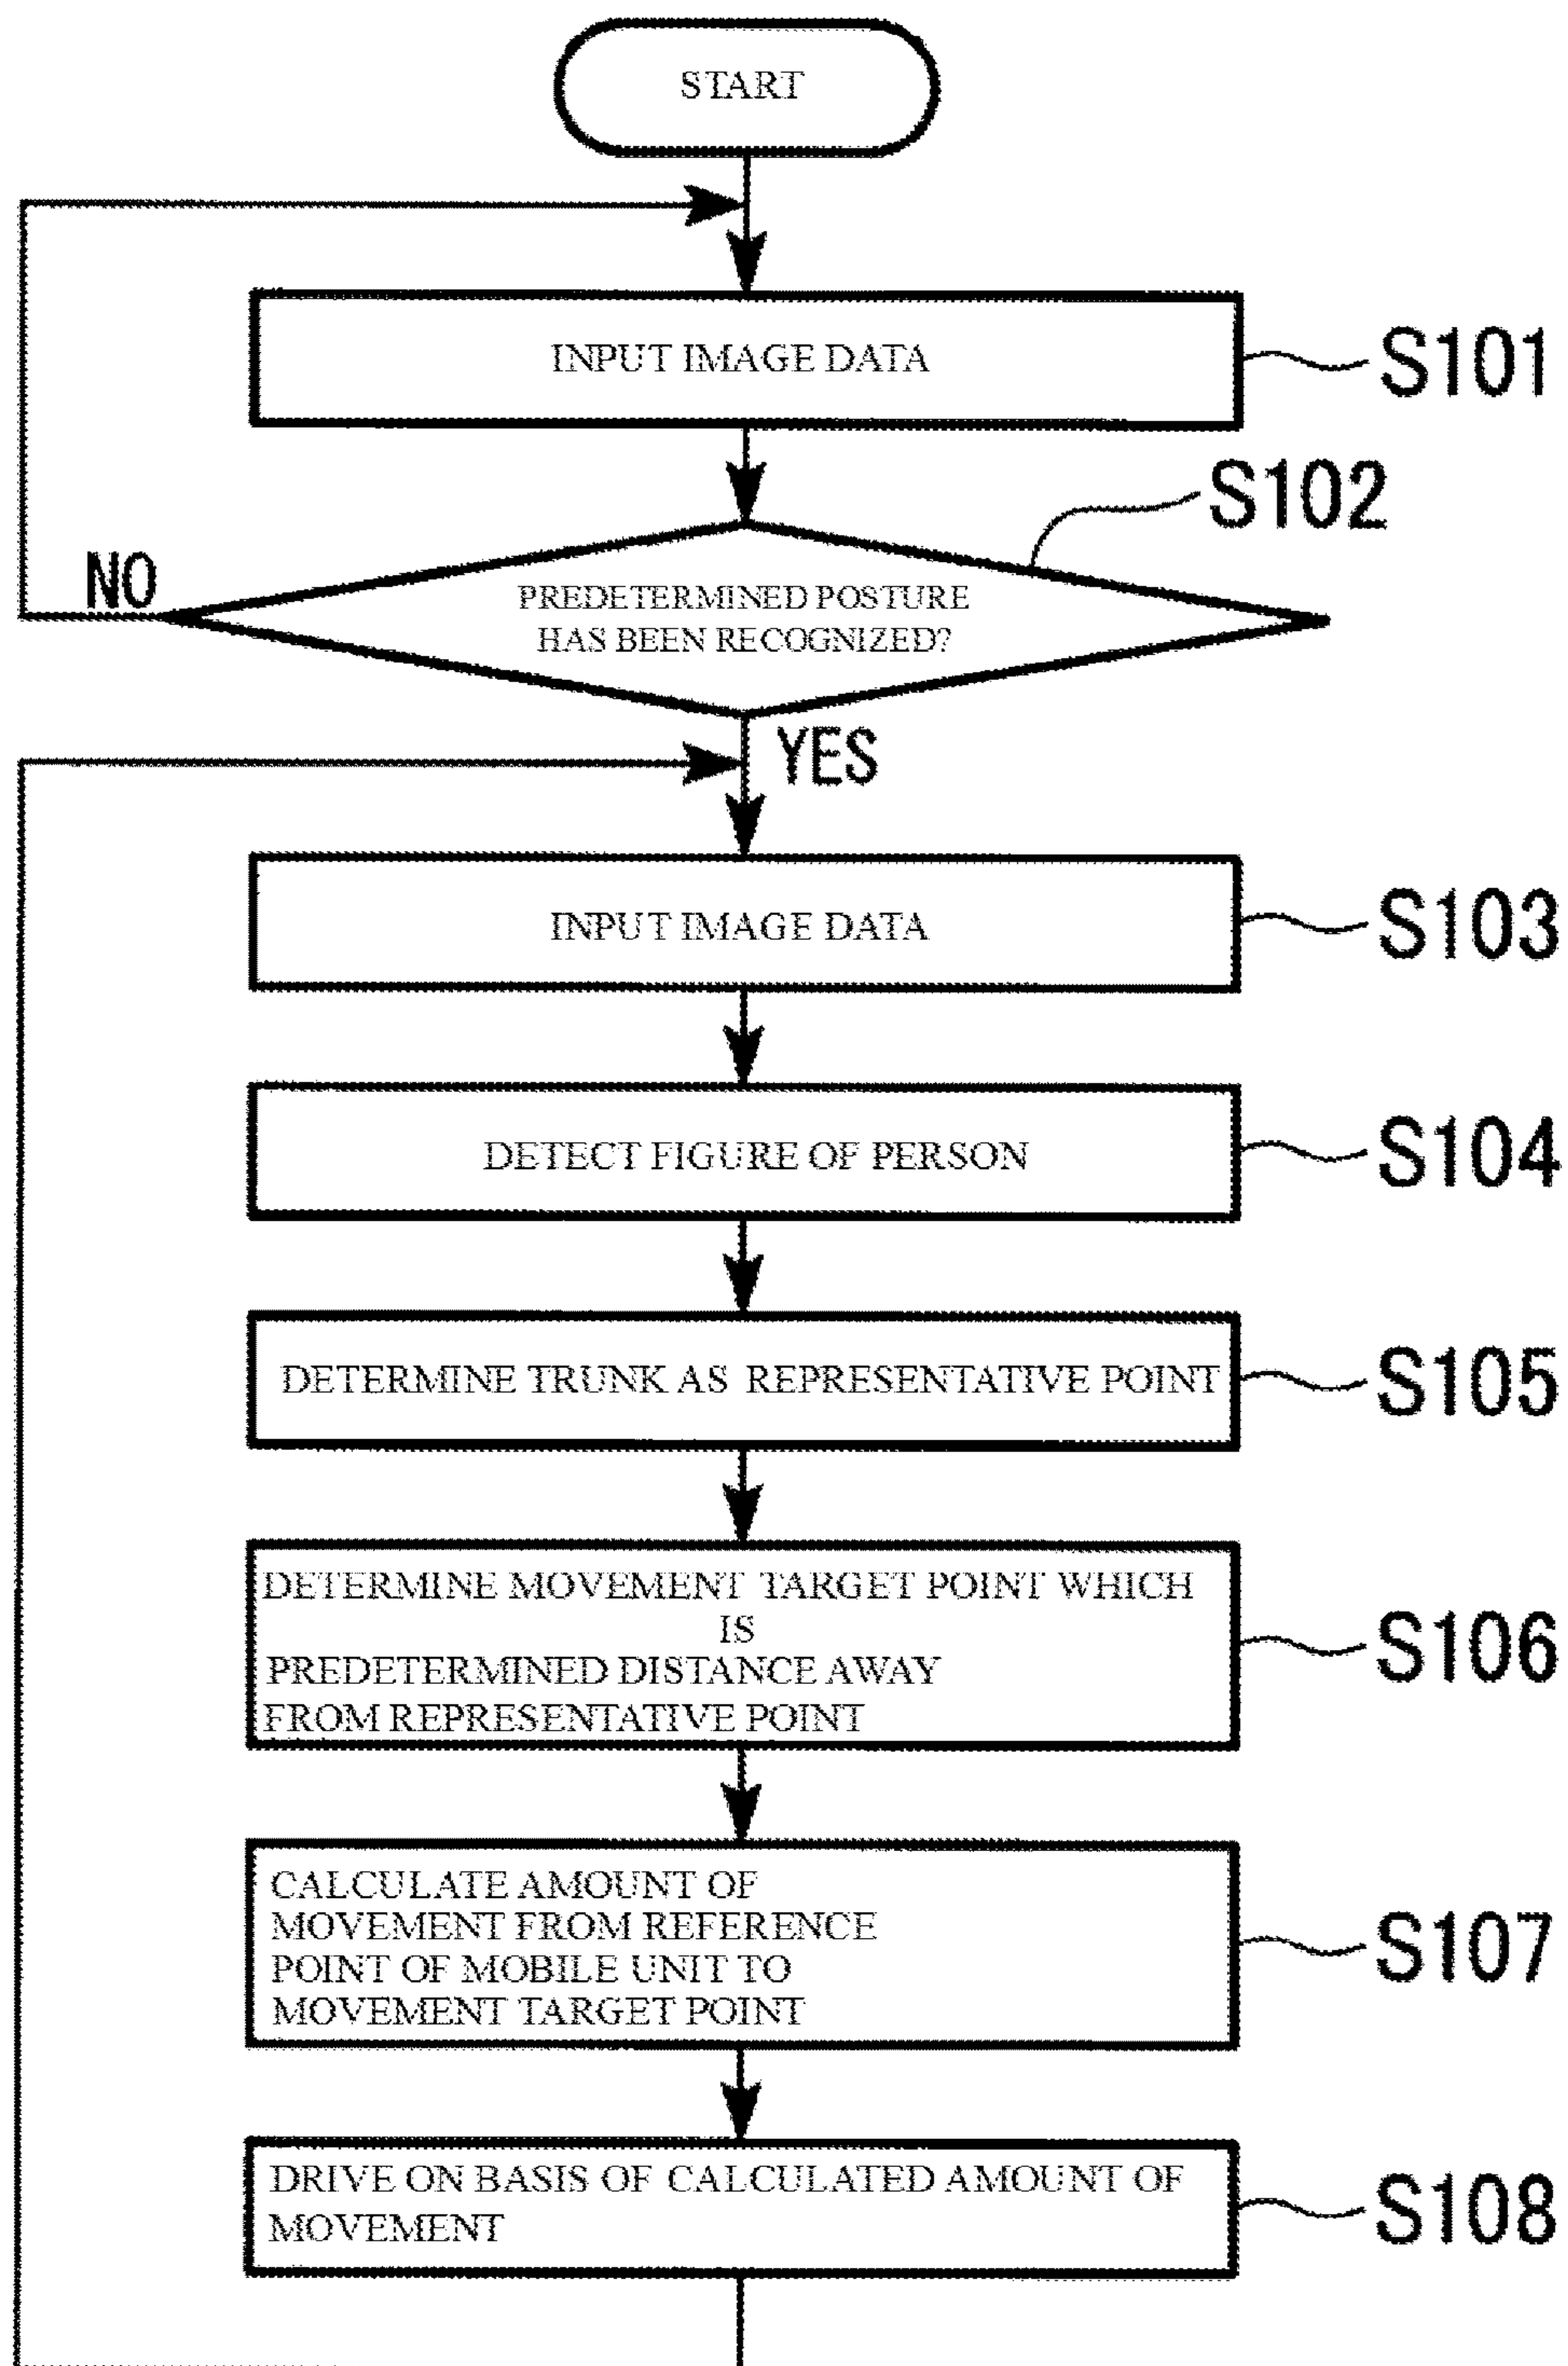 START
INPUT IMAGE DATA
S101
S102
NO
PREDETERMINED POSTURE
HAS BEEN RECOGNIZED?
YES
INPUT IMAGE DATA
S103
DETECT FIGURE OF PERSON
S104
DETERMINE TRUNK AS REPRESENTATIVE POINT
S105
DETERMINE MOVEMENT TARGET POINT WHICH
IS
PREDETERMINED DISTANCE AWAY
FROM REPRESENTATIVE POINT
S106
CALCULATE AMOUNT OF
MOVEMENT FROM REFERENCE
POINT OF MOBILE UNIT TO
MOVEMENT TARGET POINT
S107
DRIVE ON BASIS OF CALCULATED AMOUNT OF
MOVEMENT
S108